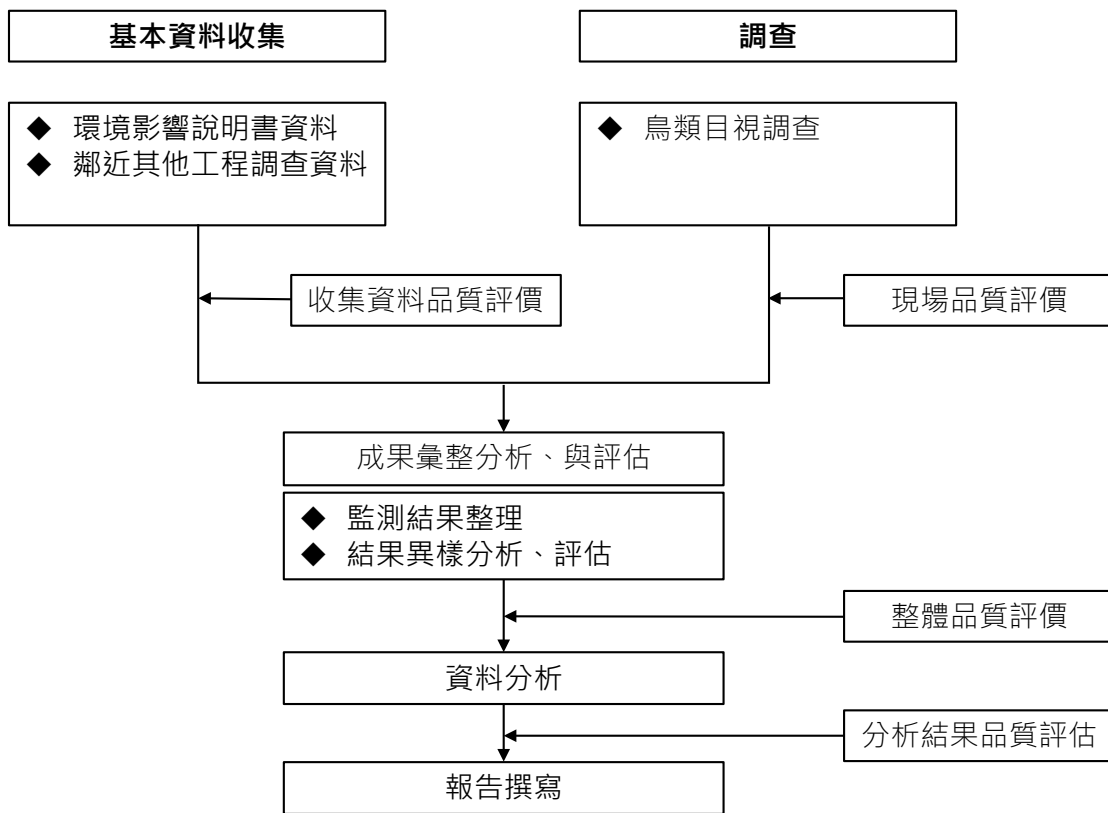 基本資料收集
調查
◆ 環境影響說明書資料
◆ 鄰近其他工程調查資料
◆ 鳥類目視調查
收集資料品質評價
現場品質評價
成果彙整分析、與評估
◆ 監測結果整理
◆ 結果異樣分析、評估
整體品質評價
資料分析
分析結果品質評估
報告撰寫